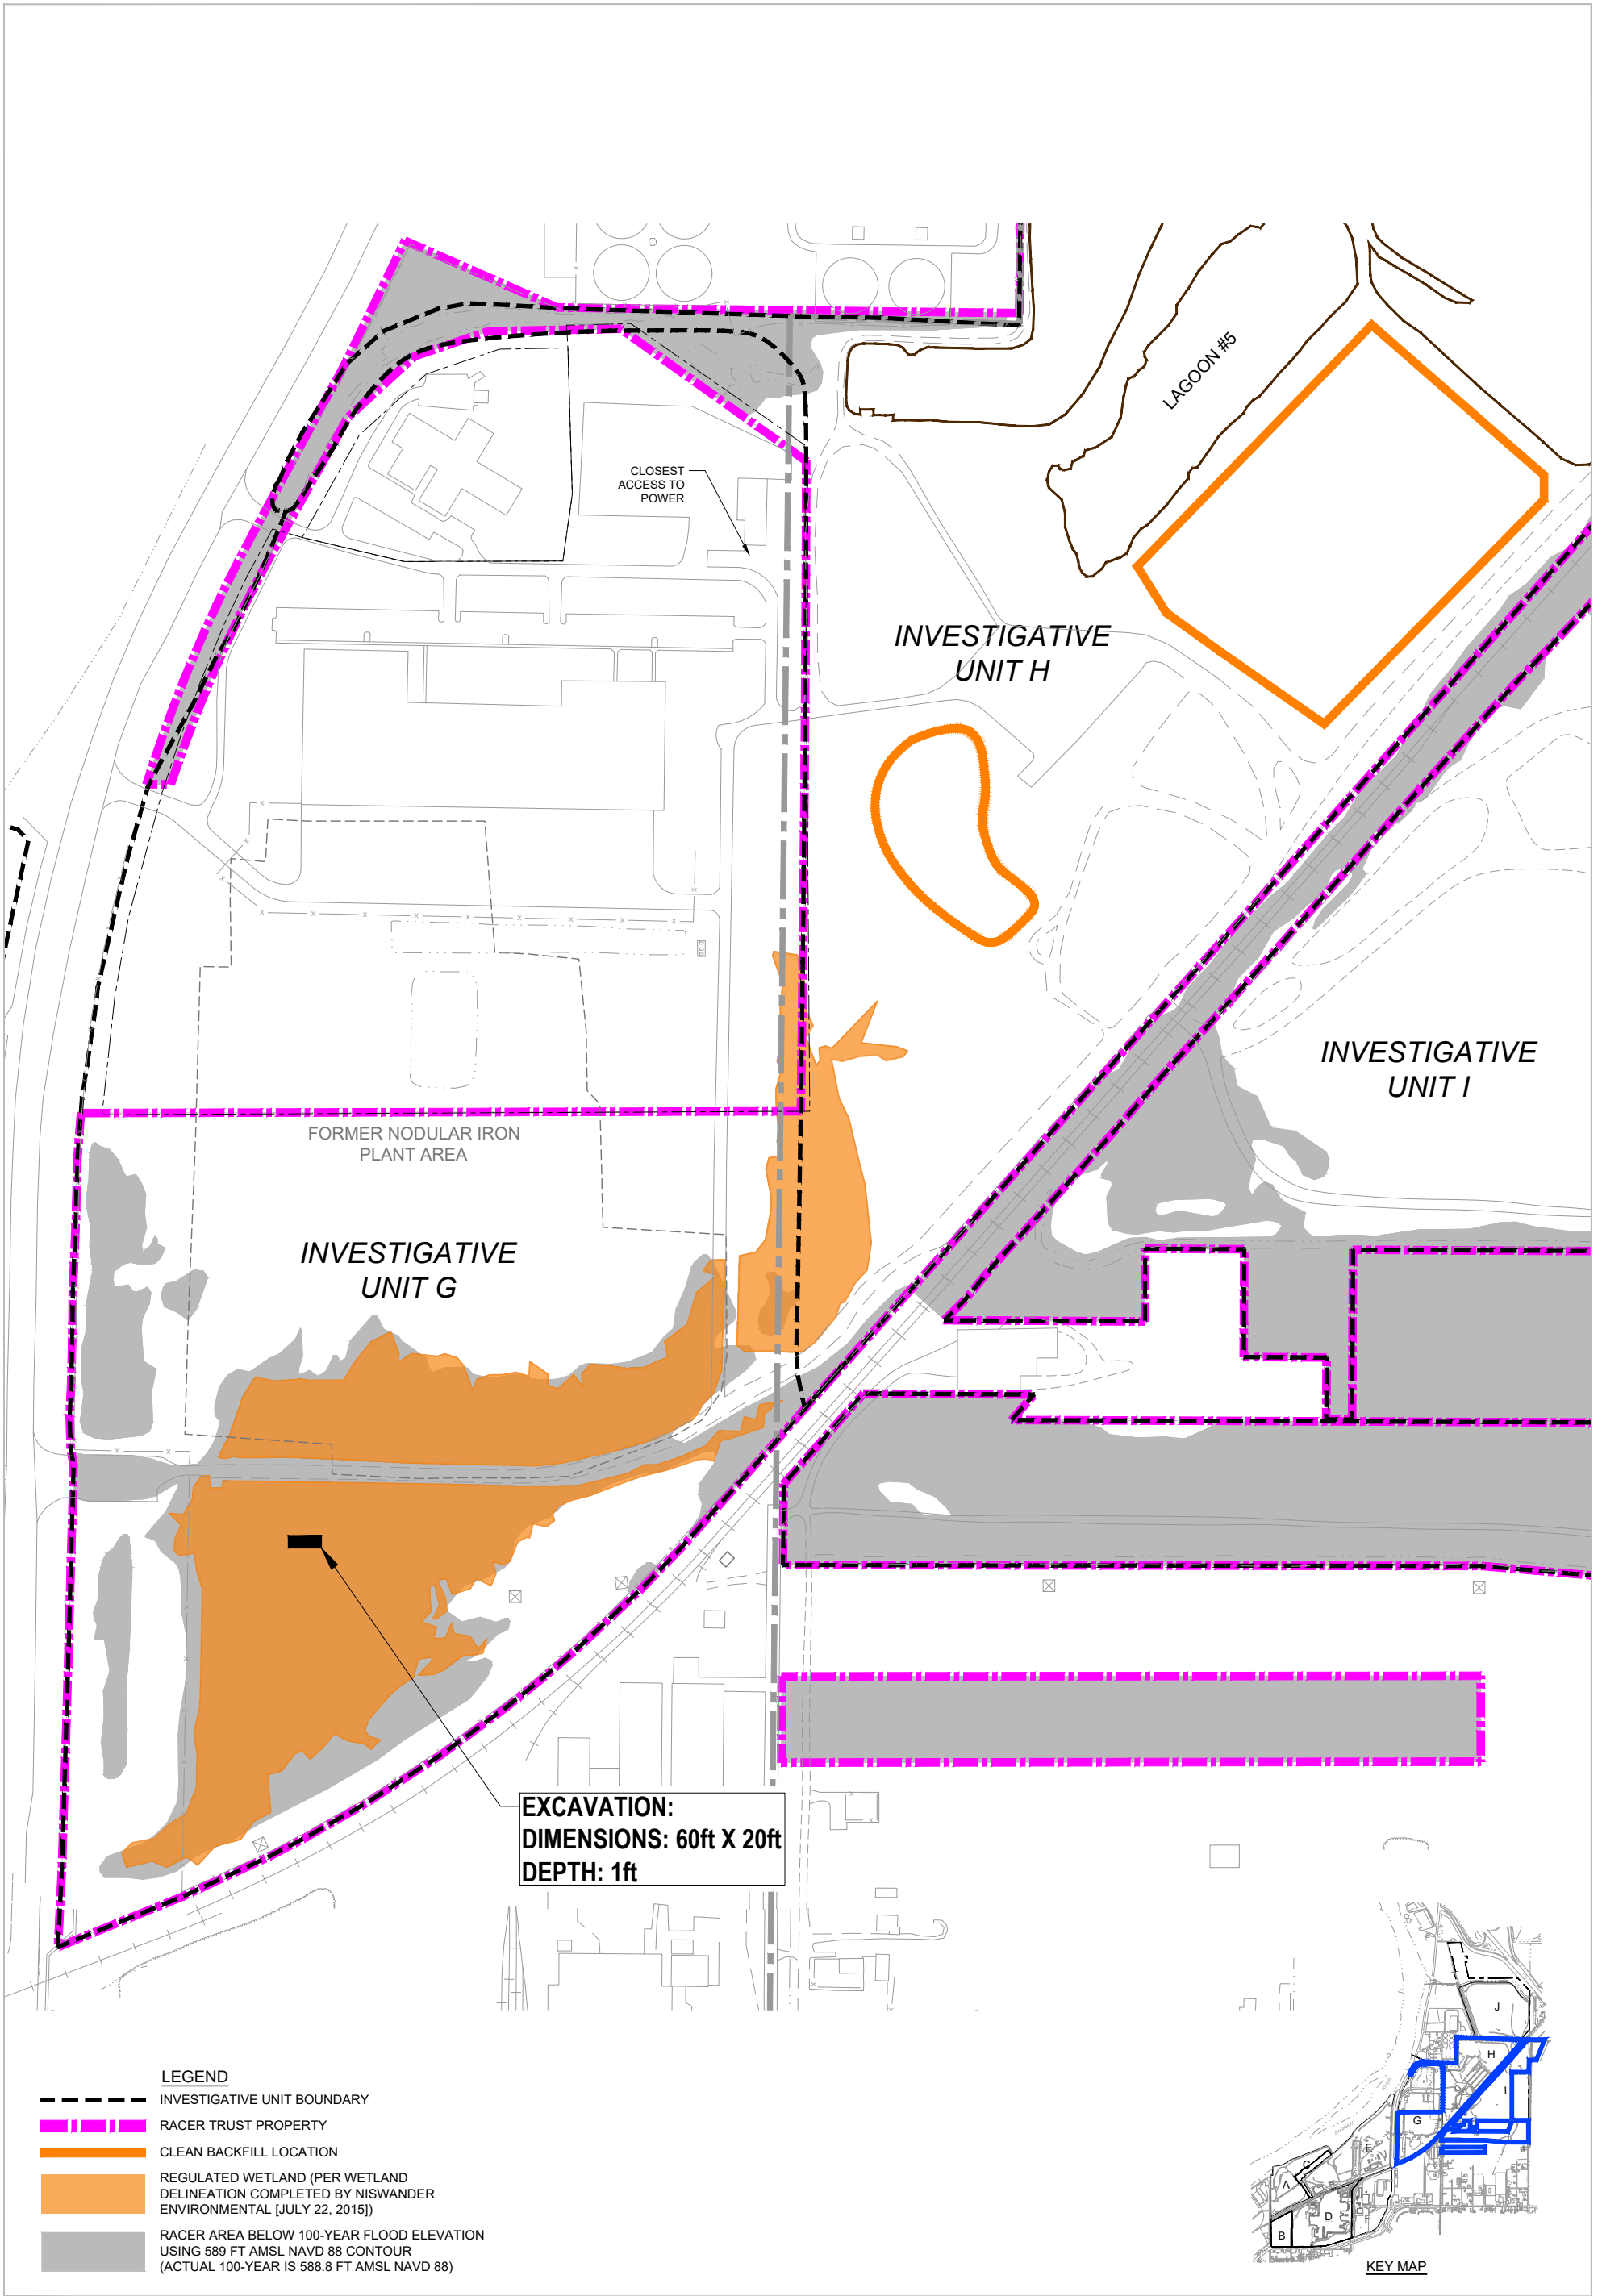 CLOSEST
ACCESS TO
POWER
LAGOON #5
INVESTIGATIVE
UNIT H
INVESTIGATIVE
UNIT I
FORMER NODULAR IRON
PLANT AREA
INVESTIGATIVE
UNIT G
EXCAVATION:
DIMENSIONS: 60ft X 20ft
DEPTH: 1ft
LEGEND
INVESTIGATIVE UNIT BOUNDARY
RACER TRUST PROPERTY
CLEAN BACKFILL LOCATION
REGULATED WETLAND (PER WETLAND
DELINEATION COMPLETED BY NISWANDER
ENVIRONMENTAL [JULY 22, 2015])
RACER AREA BELOW 100-YEAR FLOOD ELEVATION
USING 589 FT AMSL NAVD 88 CONTOUR
(ACTUAL 100-YEAR IS 588.8 FT AMSL NAVD 88)
J
H
I
G
E
C
A
D
F
B
KEY MAP